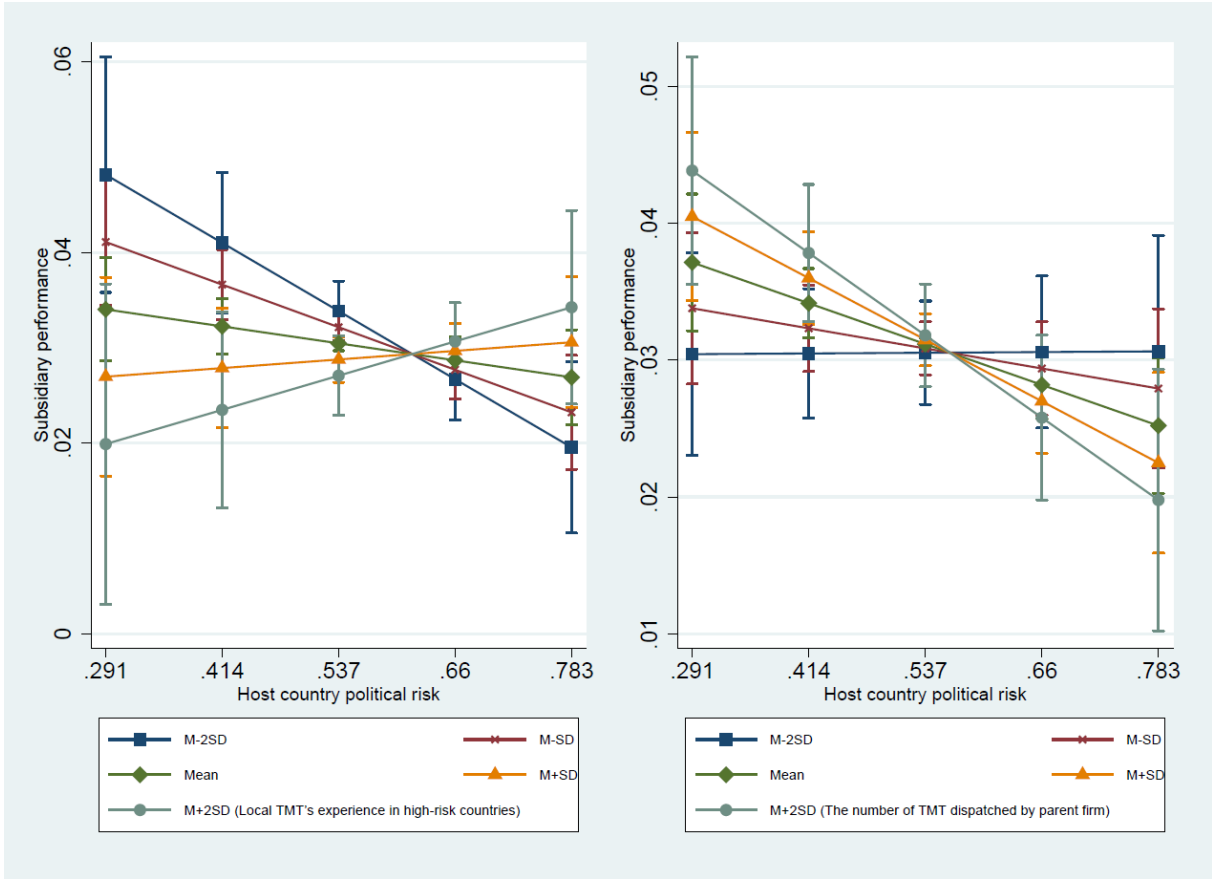 Subsidiary performance
.06
.04
.02
0
.291 .414 .537 .66 .783
Host country political risk
M-2SD M-SD
Mean M+SD
M+2SD (Local TMT's experience in high-risk countries)
Subsidiary performance
.05
.04
.03
.02
.01
.291 .414 .537 .66 .783
Host country political risk
M-2SD M-SD
Mean M+SD
M+2SD (The number of TMT dispatched by parent firm)